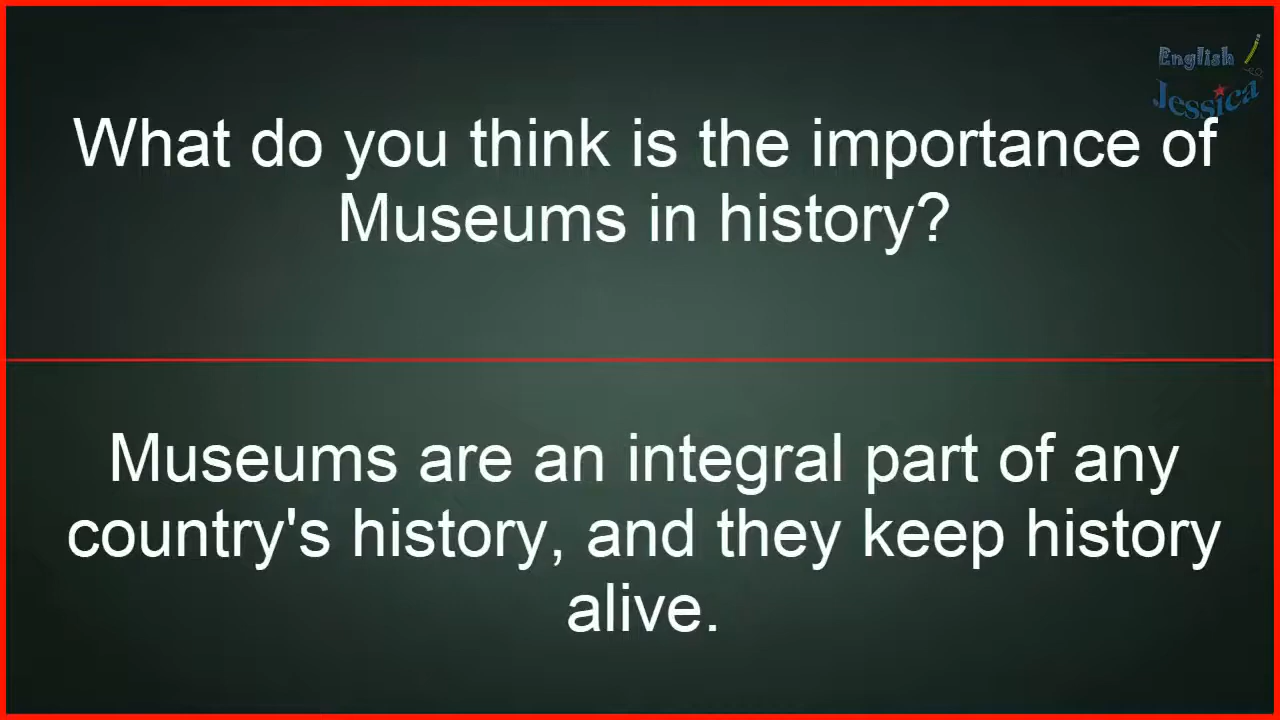 English
Jessica
What do you think is the importance of
Museums in history?
Museums are an integral part of any
country's history, and they keep history
alive.